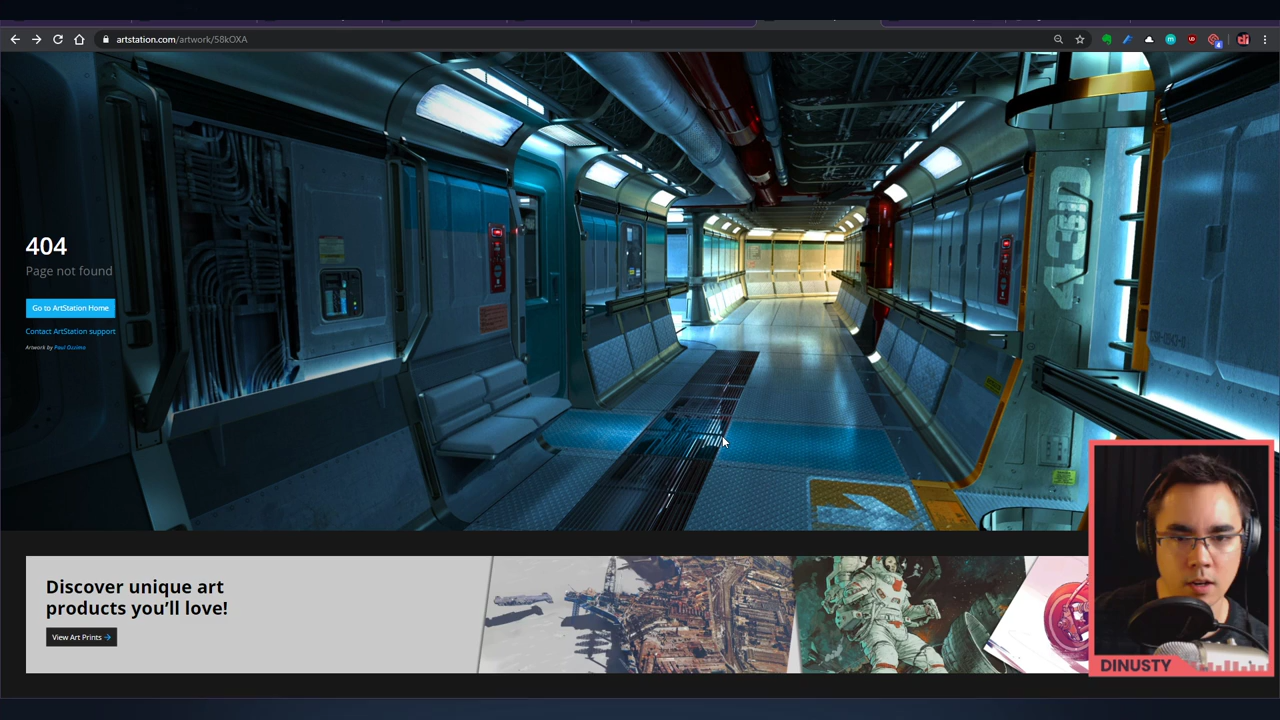 artstation.com/artwork/58kOXA
404
Page not found
Go to ArtStation Home
Contact ArtStation support
Artwork by Paul Ozzimo
Discover unique art
products you'll love!
View Art Prints →
DINUSTY